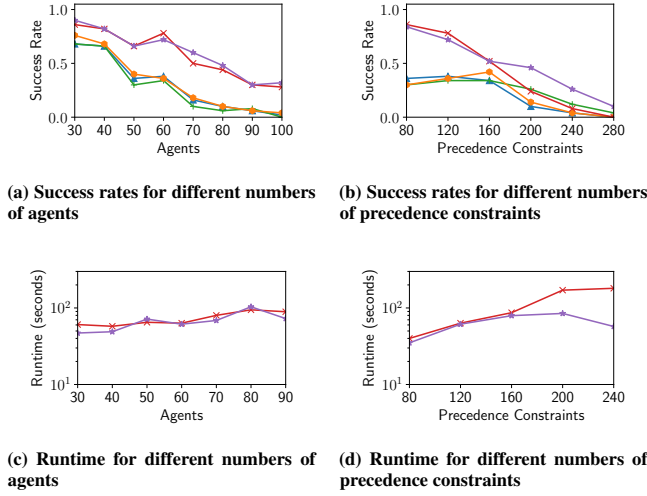 1.0
0.5
0.0
Success Rate
30 40 50 60 70 80 90 100
Agents
1.0
0.5
0.0
Success Rate
80 120 160 200 240 280
Precedence Constraints
(a) Success rates for different numbers
of agents
(b) Success rates for different numbers
of precedence constraints
10²
10¹
Runtime (seconds)
30 40 50 60 70 80 90
Agents
10²
10¹
Runtime (seconds)
80 120 160 200 240
Precedence Constraints
(c) Runtime for different numbers of
agents
(d) Runtime for different numbers of
precedence constraints